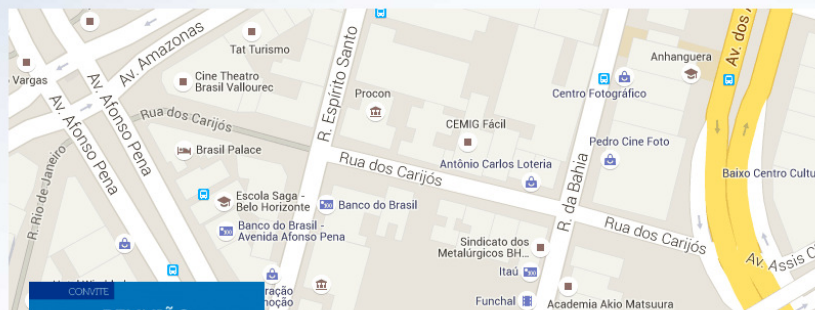 Av. Amazonas
Tat Turismo
Vargas
Cine Theatro
Brasil Vallourec
Av. Afonso Pena
Av. Afonso Pena
Rua dos Carijós
Brasil Palace
R. Rio de Janeiro
Escola Saga -
Belo Horizonte
Banco do Brasil -
Avenida Afonso Pena
R. Espírito Santo
Procon
CEMIG Fácil
Rua dos Carijós
Antônio Carlos Loteria
Banco do Brasil
Centro Fotográfico
Anhanguera
Av. dos
Pedro Cine Foto
R. da Bahia
Baixo Centro Cultu
Rua dos Carijós
Sindicato dos
Metalúrgicos BH...
Itaú
Funchal
Academia Akio Matsuura
Av. Assis C
CONVITE